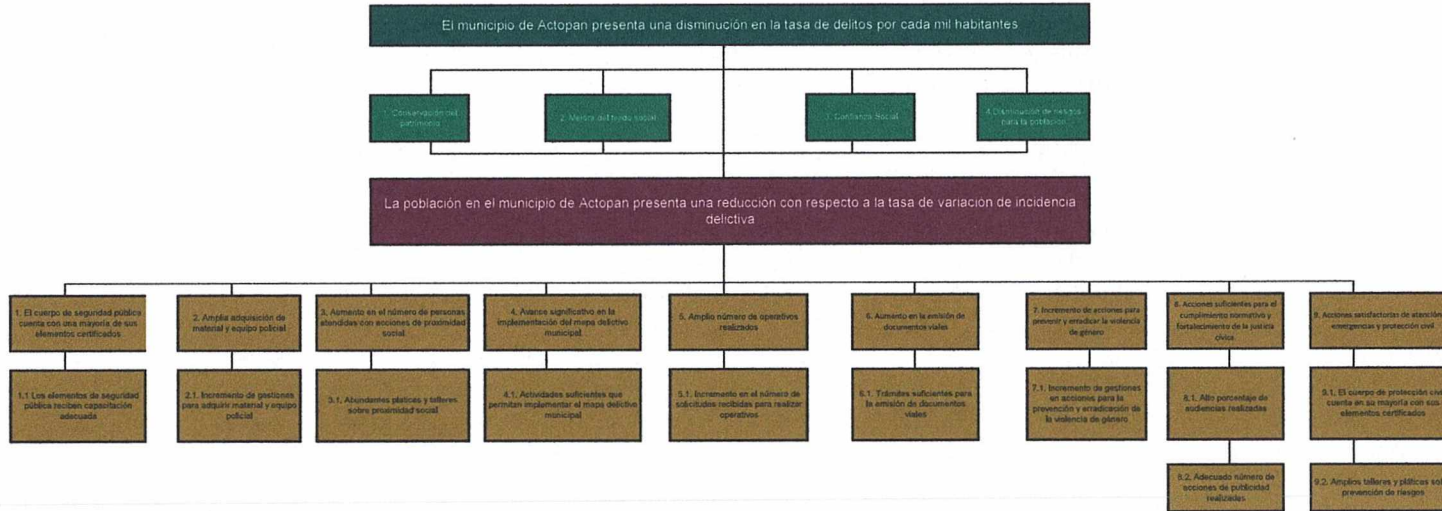 El municipio de Actopan presenta una disminución en la tasa de delitos por cada mil habitantes
1. Conservación del
patrimonio
2. Mejora del tejido social
3. Confianza Social
4. Disminución de riesgos
para la población
La población en el municipio de Actopan presenta una reducción con respecto a la tasa de variacion de incidencia
delictiva
1. El cuerpo de seguridad pública
cuenta con una mayoría de sus
elementos certificados
2. Amplia adquisición de
material y equipo policial
3. Aumento en el número de personas
atendidas con acciones de proximidad
social
4. Avance significativo en la
implementación del mapa delictivo
municipal
5. Amplio número de operativos
realizados
6. Aumento en la emisión de
documentos viales
7. Incremento de acciones para
prevenir y erradicar la violencia
de género
8. Acciones suficientes para el
cumplimiento normativo y
fortalecimiento de la justicia
cívica
9. Acciones satisfactorias de atención
emergencias y protección civil
1.1 Los elementos de seguridad
pública reciben capacitación
adecuada
2.1. Incremento de gestiones
para adquirir material y equipo
policial
3.1. Abundantes platicas y talleres
sobre proximidad social
4.1. Actividades suficientes que
permitan implementar el mapa delictivo
municipal
5.1. Incremento en el número de
solicitudes recibidas para realizar
operativos
6.1. Trámites suficientes para
la emisión de documentos
viales
7.1. Incremento de gestiones
en acciones para la
prevención y erradicación de
la violencia de género
8.1. Alto porcentaje de
audiencias realizadas
9.1. El cuerpo de protección civil
cuenta en su mayoría con sus
elementos certificados
8.2. Adecuado número de
acciones de publicidad
realizadas
9.2. Amplios talleres y pláticas sob
prevención de riesgos